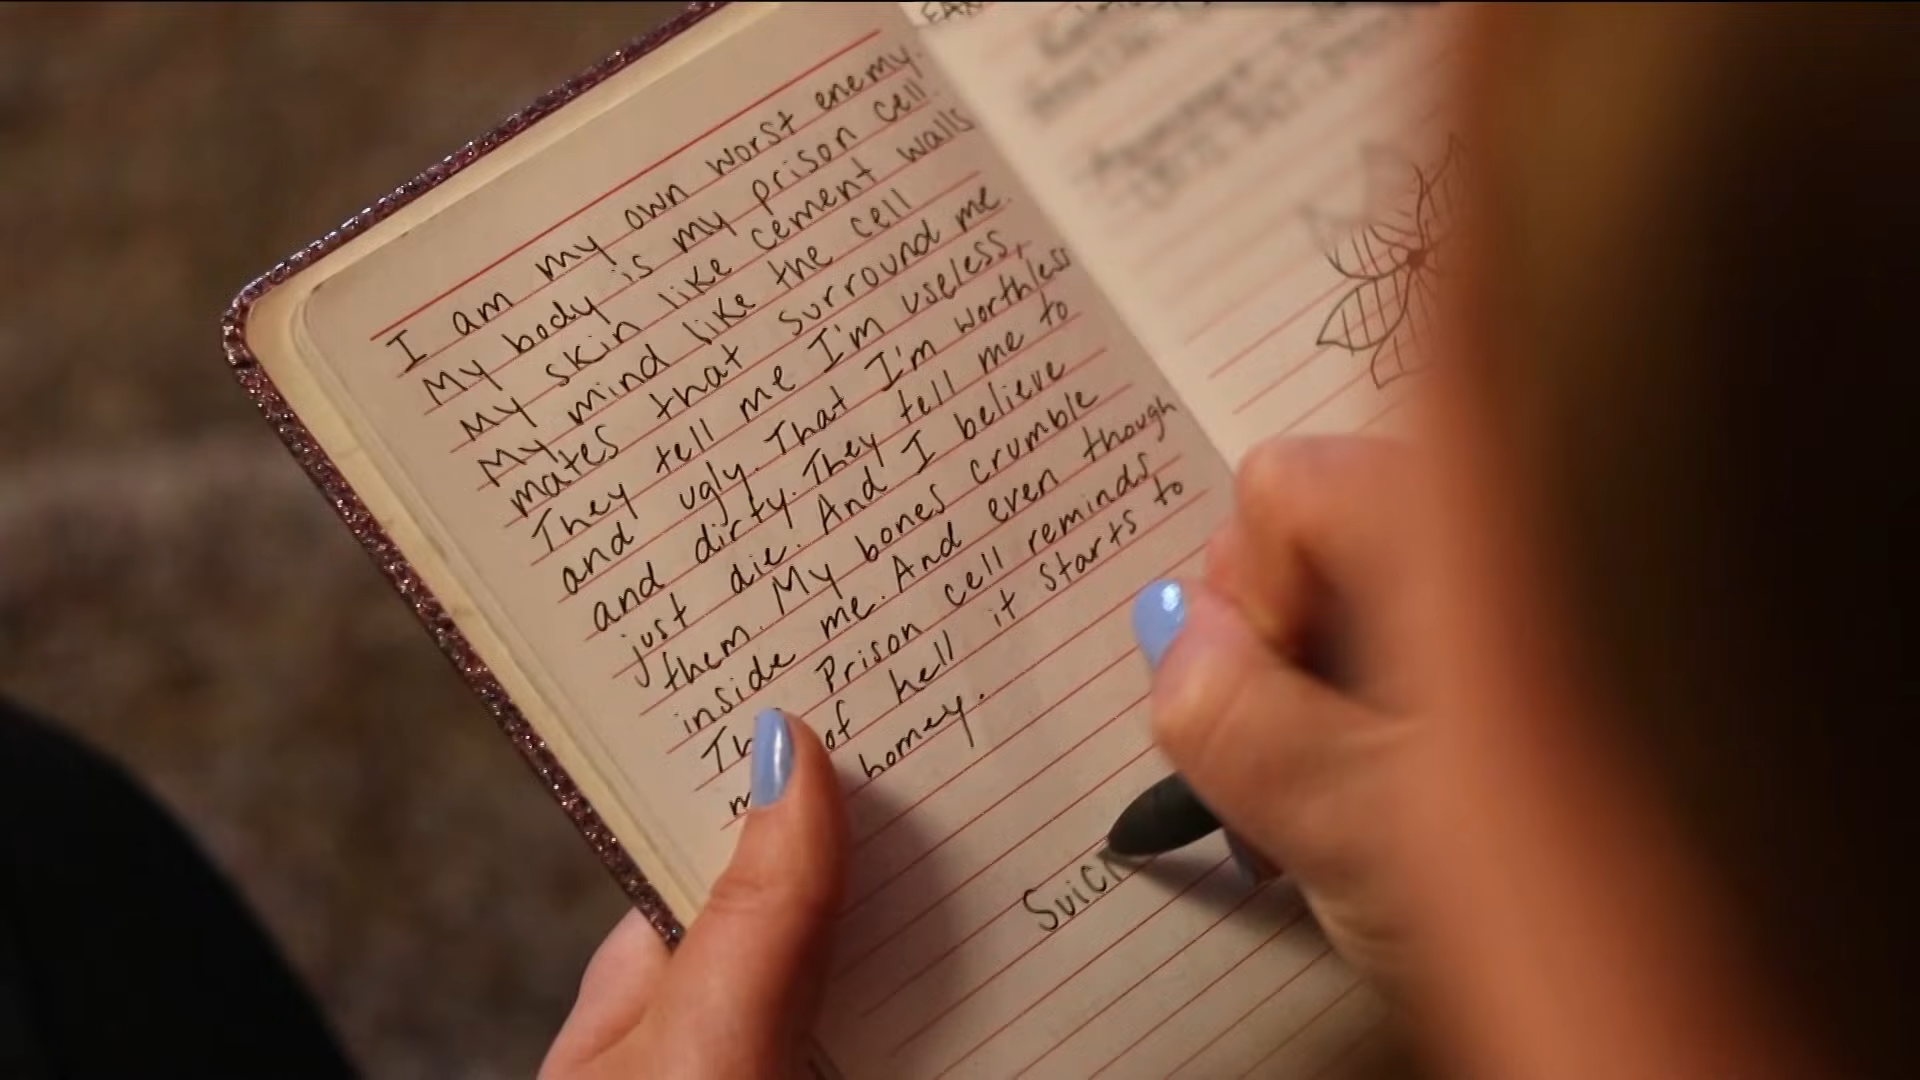 I am my own worst enemy.
My body is my prison cell.
My skin like cement walls
My mind like the cell
mates that surround me.
They tell me I'm useless,
and ugly. That I'm worthless
and dirty. They tell me to
just die. And I believe
them. My bones crumble
inside me. And even though
Prison cell reminds
of hell it starts to
homey.
Suic